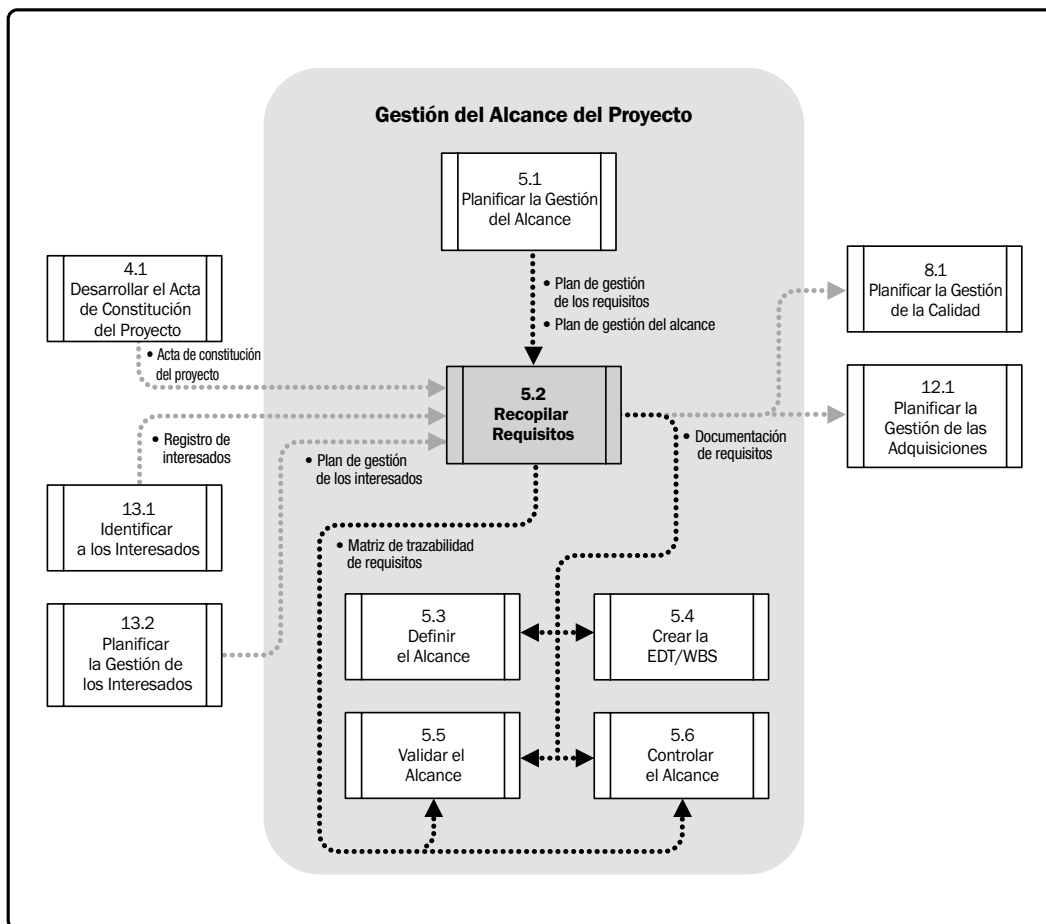 Gestión del Alcance del Proyecto
5.1
Planificar la Gestión
del Alcance
4.1
Desarrollar el Acta
de Constitución
del Proyecto
8.1
Planificar la Gestión
de la Calidad
• Plan de gestión
de los requisitos
• Plan de gestión del alcance
• Acta de constitución
del proyecto
5.2
Recopilar
Requisitos
12.1
Planificar la
Gestión de las
Adquisiciones
• Registro de
interesados
• Plan de gestión
de los interesados
• Documentación
de requisitos
13.1
Identificar
a los Interesados
• Matriz de trazabilidad
de requisitos
13.2
Planificar
la Gestión de
los Interesados
5.3
Definir
el Alcance
5.4
Crear la
EDT/WBS
5.5
Validar el
Alcance
5.6
Controlar
el Alcance